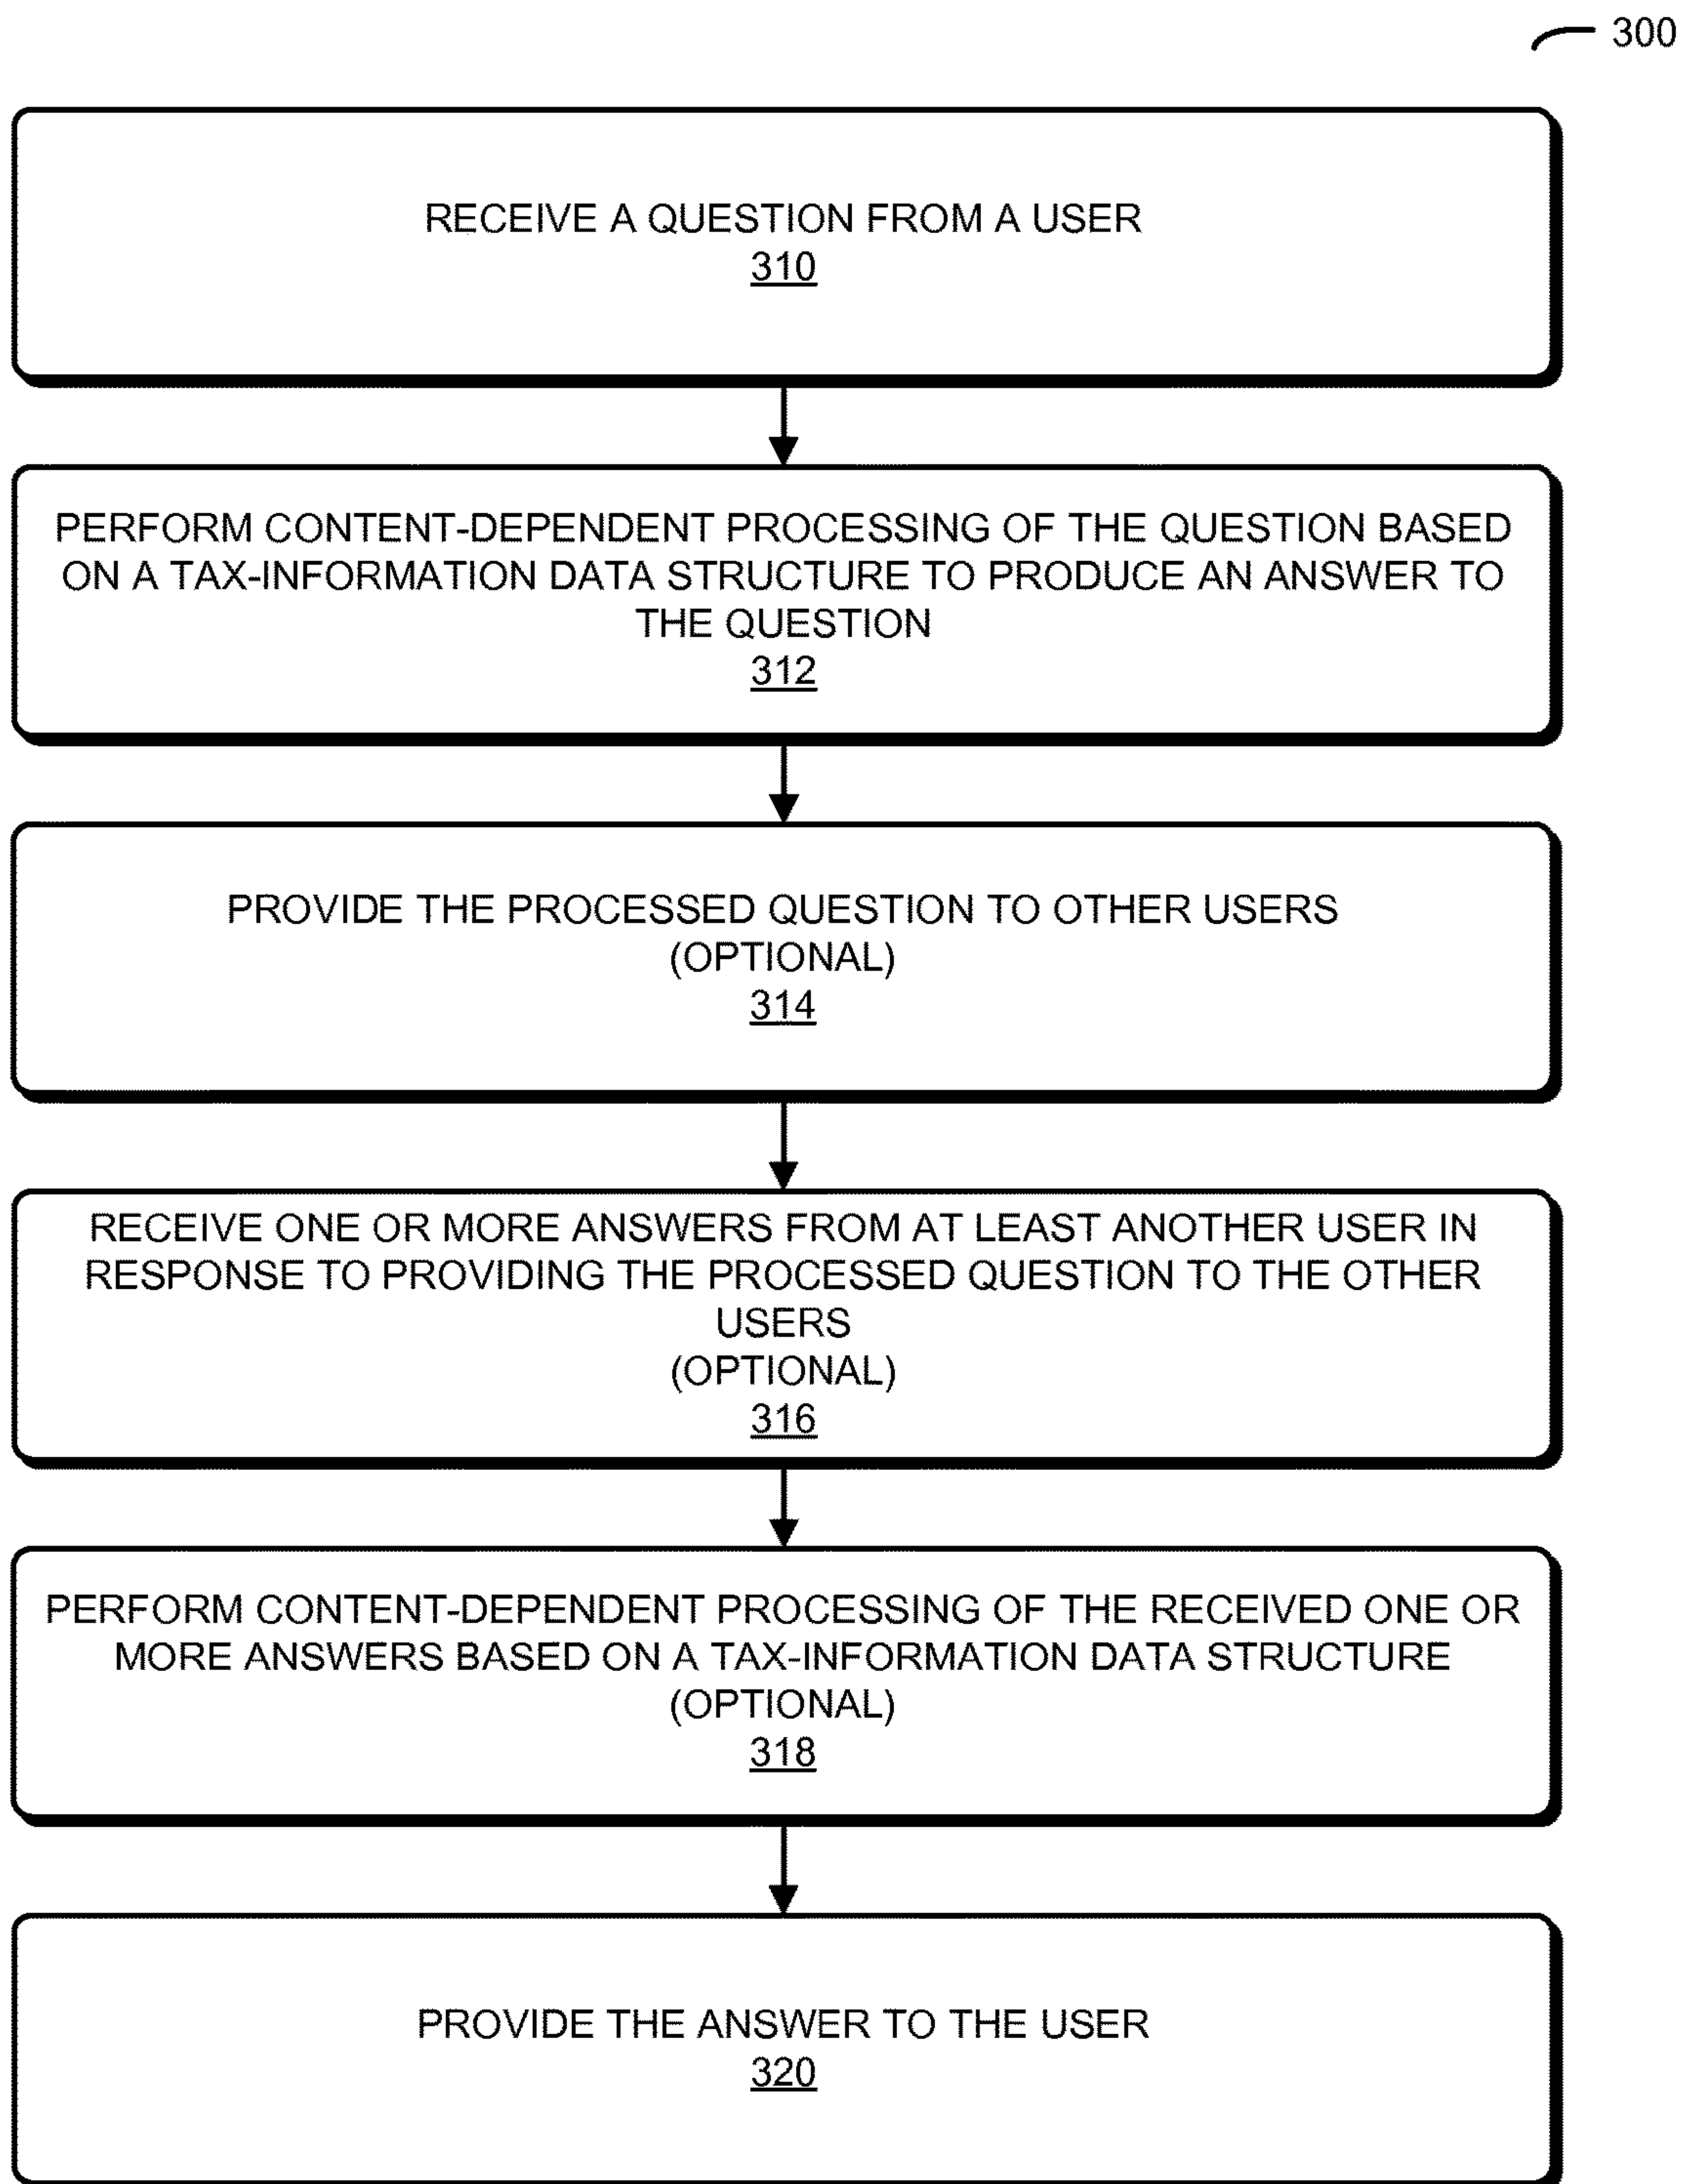 300
RECEIVE A QUESTION FROM A USER
310
PERFORM CONTENT-DEPENDENT PROCESSING OF THE QUESTION BASED
ON A TAX-INFORMATION DATA STRUCTURE TO PRODUCE AN ANSWER TO
THE QUESTION
312
PROVIDE THE PROCESSED QUESTION TO OTHER USERS
(OPTIONAL)
314
RECEIVE ONE OR MORE ANSWERS FROM AT LEAST ANOTHER USER IN
RESPONSE TO PROVIDING THE PROCESSED QUESTION TO THE OTHER
USERS
(OPTIONAL)
316
PERFORM CONTENT-DEPENDENT PROCESSING OF THE RECEIVED ONE OR
MORE ANSWERS BASED ON A TAX-INFORMATION DATA STRUCTURE
(OPTIONAL)
318
PROVIDE THE ANSWER TO THE USER
320